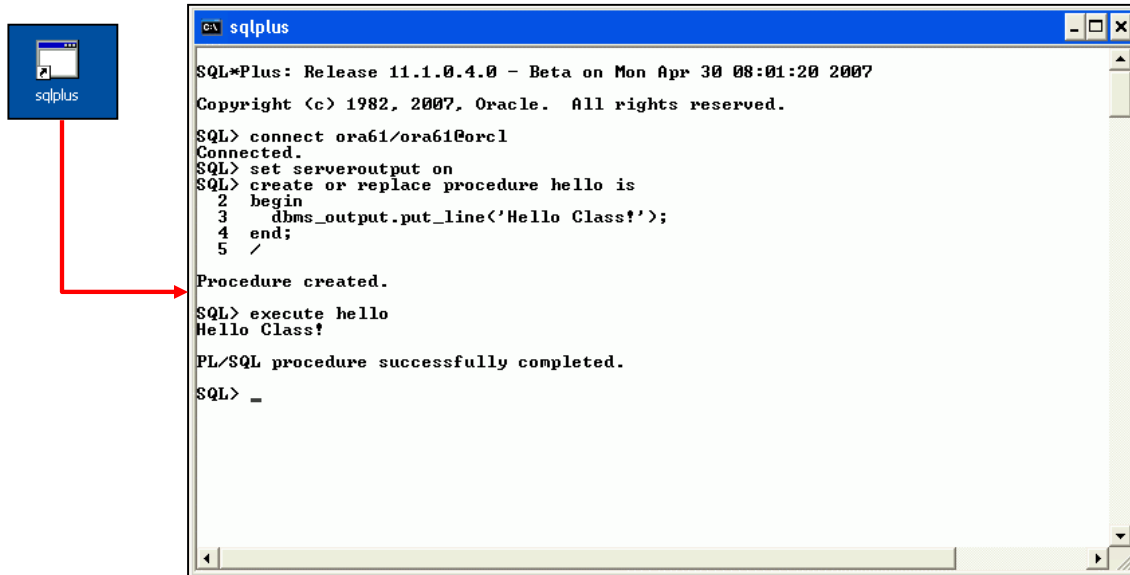 sqlplus
sqlplus
SQL*Plus: Release 11.1.0.4.0 - Beta on Mon Apr 30 08:01:20 2007
Copyright (c) 1982, 2007, Oracle.  All rights reserved.
SQL> connect ora61/ora61@orcl
Connected.
SQL> set serveroutput on
SQL> create or replace procedure hello is
  2  begin
  3    dbms_output.put_line('Hello Class!');
  4  end;
  5  /
Procedure created.
SQL> execute hello
Hello Class!
PL/SQL procedure successfully completed.
SQL> _